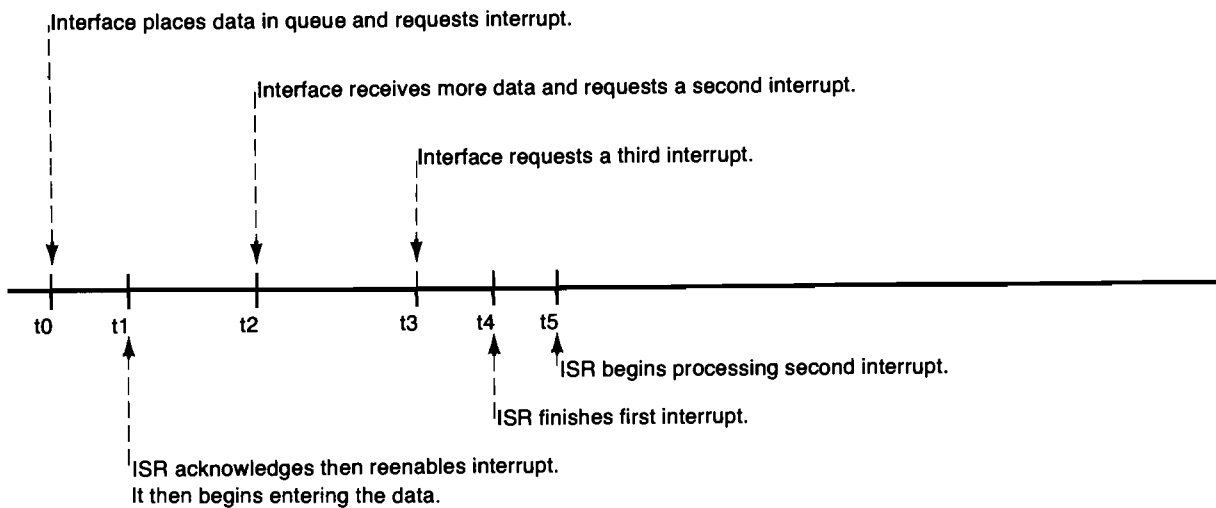 Interface places data in queue and requests interrupt.
Interface receives more data and requests a second interrupt.
Interface requests a third interrupt.
t0 t1 t2 t3 t4 t5
ISR begins processing second interrupt.
ISR finishes first interrupt.
ISR acknowledges then reenables interrupt.
It then begins entering the data.